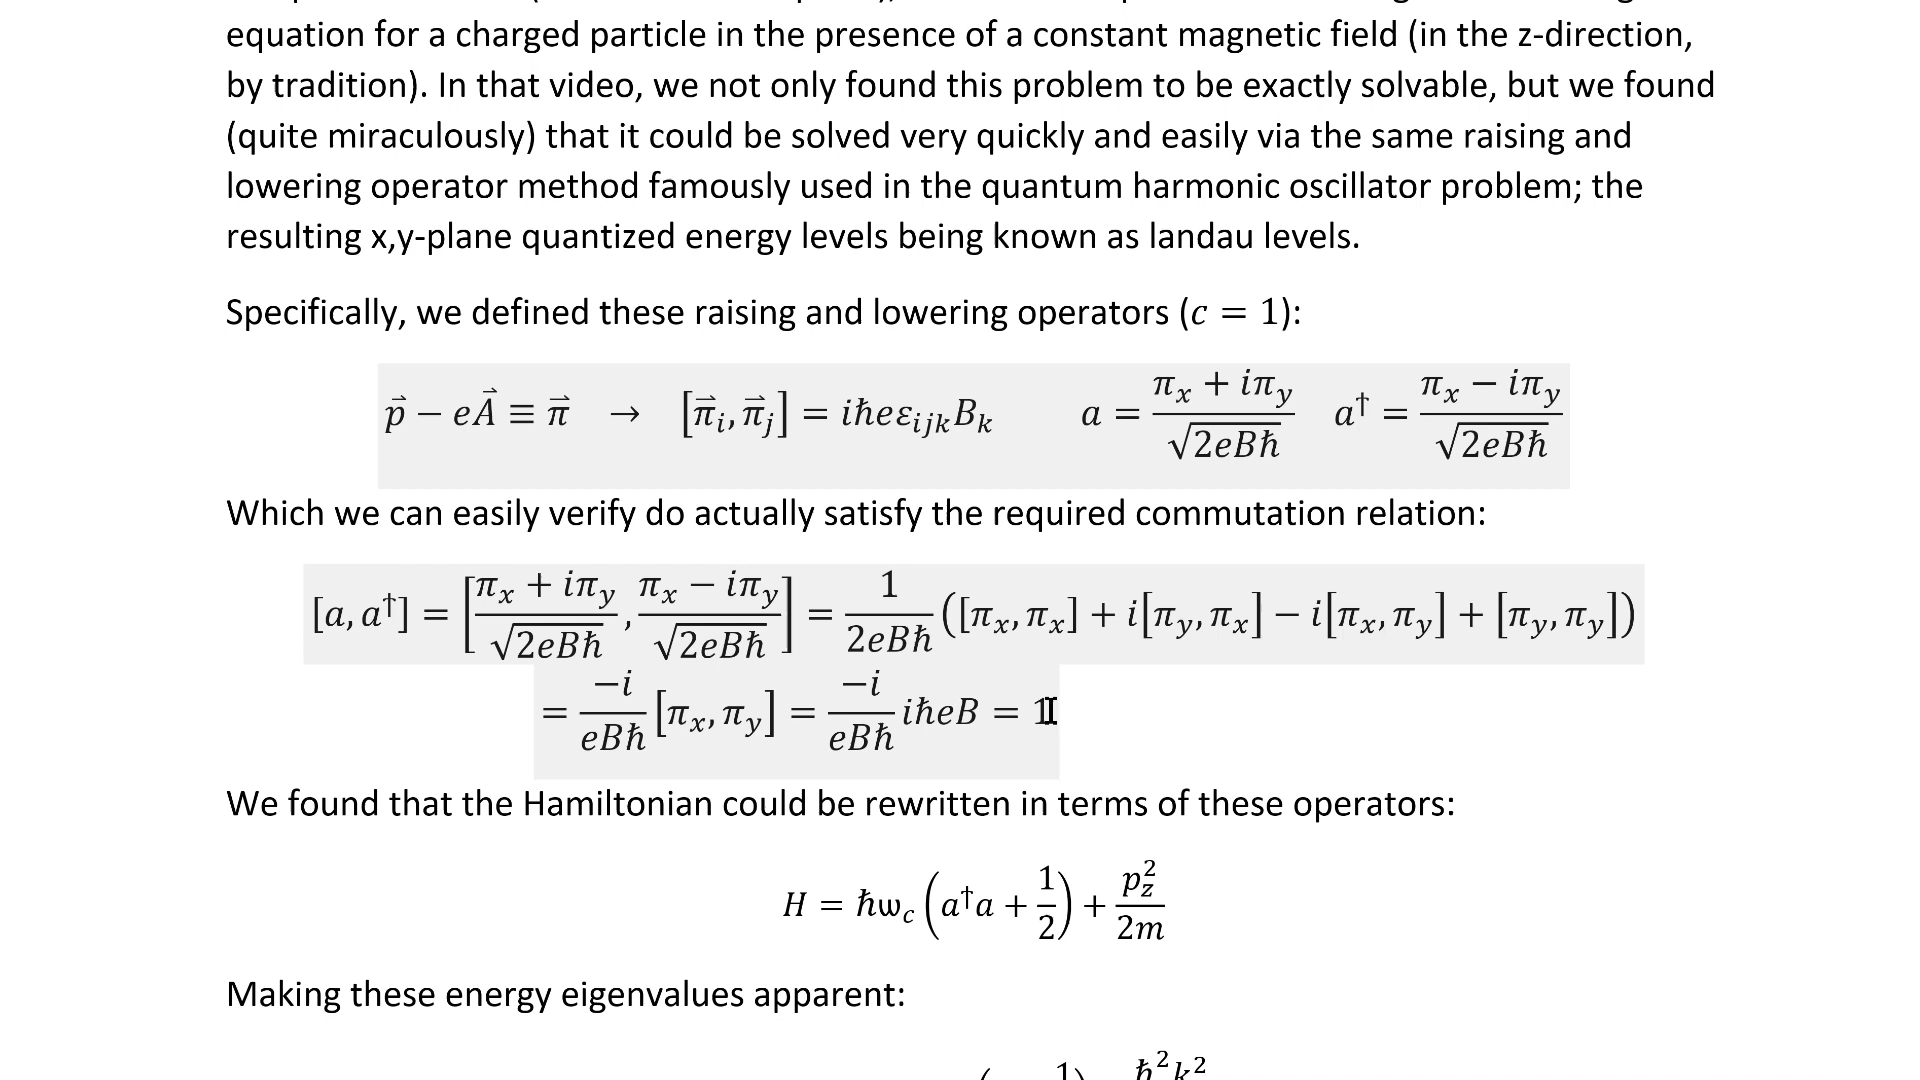 equation for a charged particle in the presence of a constant magnetic field (in the z-direction,
by tradition). In that video, we not only found this problem to be exactly solvable, but we found
(quite miraculously) that it could be solved very quickly and easily via the same raising and
lowering operator method famously used in the quantum harmonic oscillator problem; the
resulting x,y-plane quantized energy levels being known as landau levels.
Specifically, we defined these raising and lowering operators (c = 1):
p⃗ − eA⃗ ≡ π⃗ → [π⃗ᵢ, π⃗ⱼ] = iħeε_{ijk}B_k a = (π_x + iπ_y)/√(2eBħ) a† = (π_x − iπ_y)/√(2eBħ)
Which we can easily verify do actually satisfy the required commutation relation:
[a, a†] = [(π_x + iπ_y)/√(2eBħ), (π_x − iπ_y)/√(2eBħ)] = 1/(2eBħ) ([π_x, π_x] + i[π_y, π_x] − i[π_x, π_y] + [π_y, π_y])
= −i/(eBħ) [π_x, π_y] = −i/(eBħ) iħeB = 1
We found that the Hamiltonian could be rewritten in terms of these operators:
H = ħω_c (a†a + 1/2) + p_z²/2m
Making these energy eigenvalues apparent: